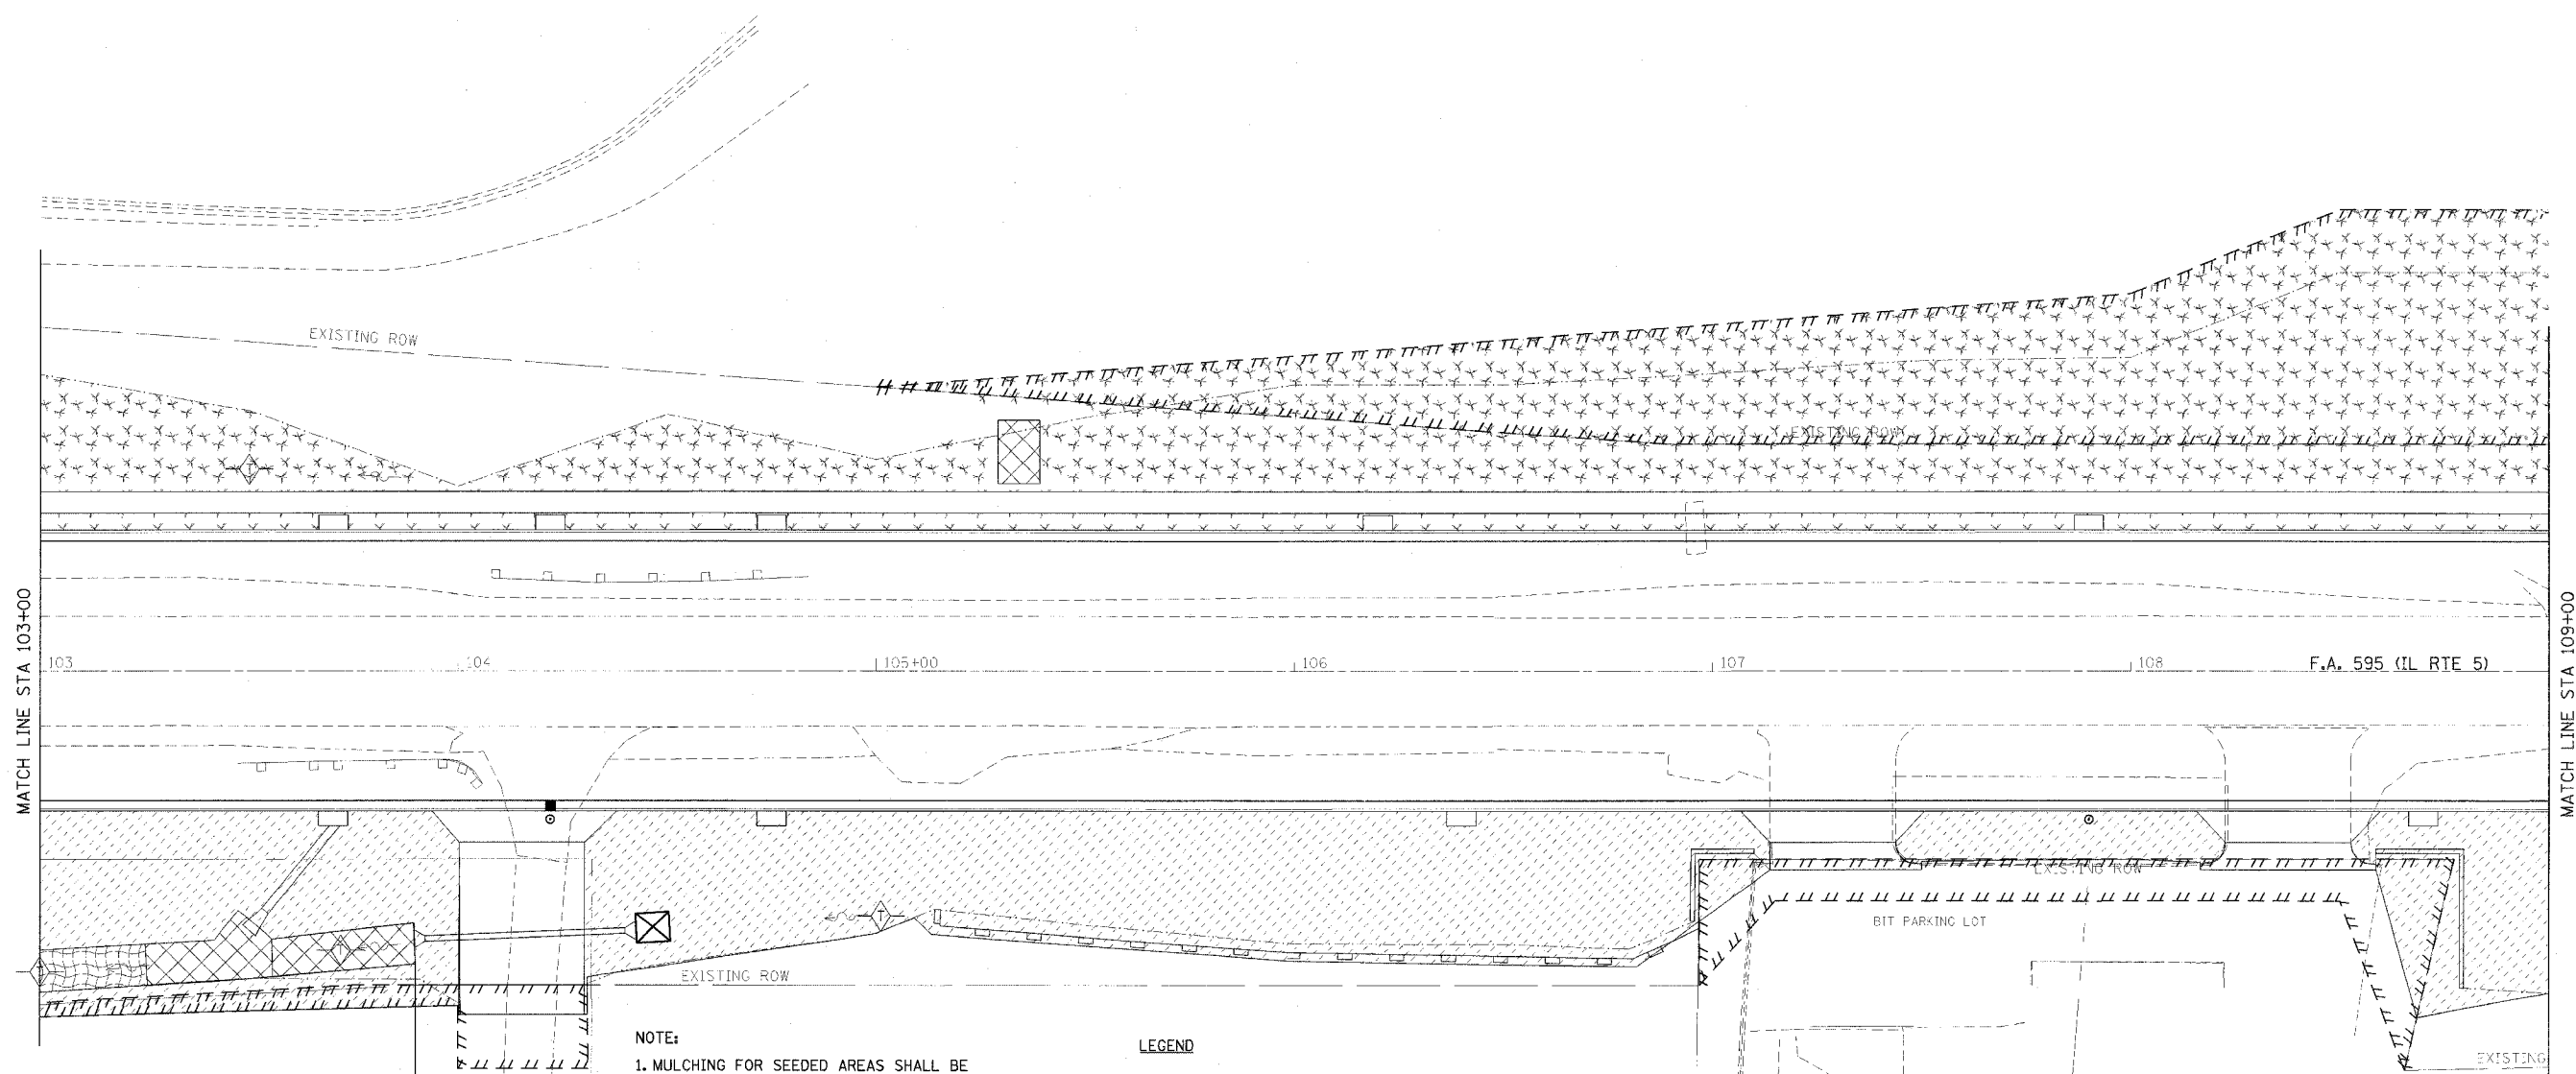 EXISTING ROW
EXISTING ROW
MATCH LINE STA 103+00
MATCH LINE STA 109+00
103
104
105+00
106
107
108
F.A. 595 (IL RTE 5)
EXISTING ROW
BIT PARKING LOT
EXISTING ROW
T
T
T
NOTE:
1. MULCHING FOR SEEDED AREAS SHALL BE
LEGEND
EXISTING